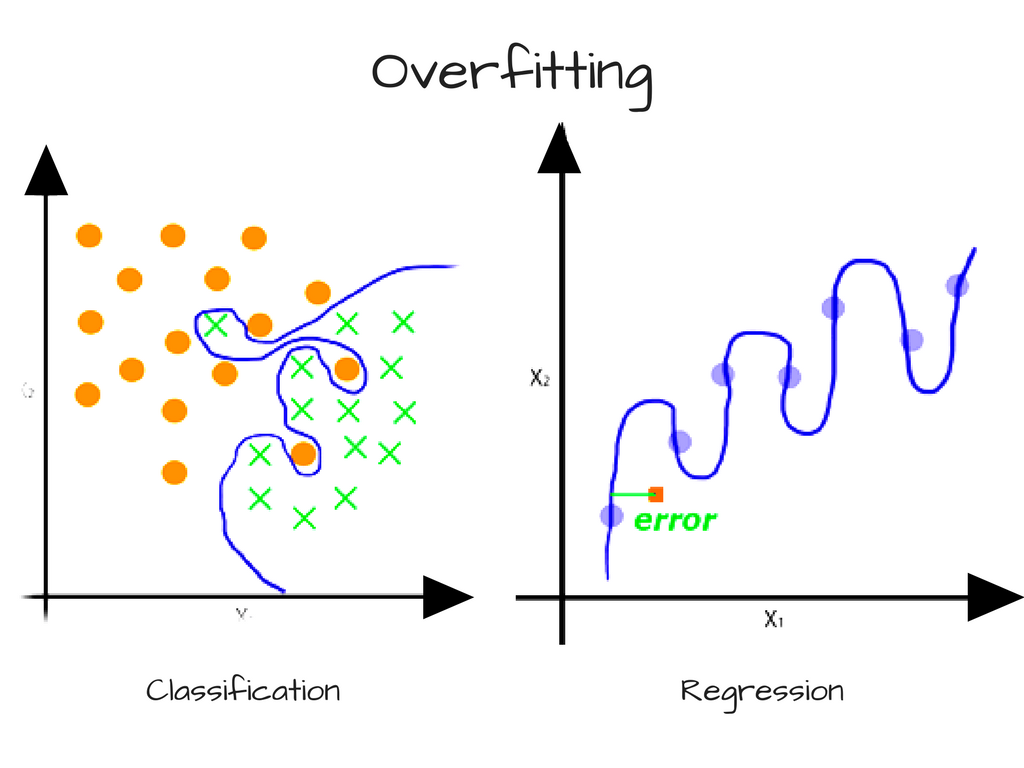 Overfitting
X₂
error
X₁
Classification
Regression